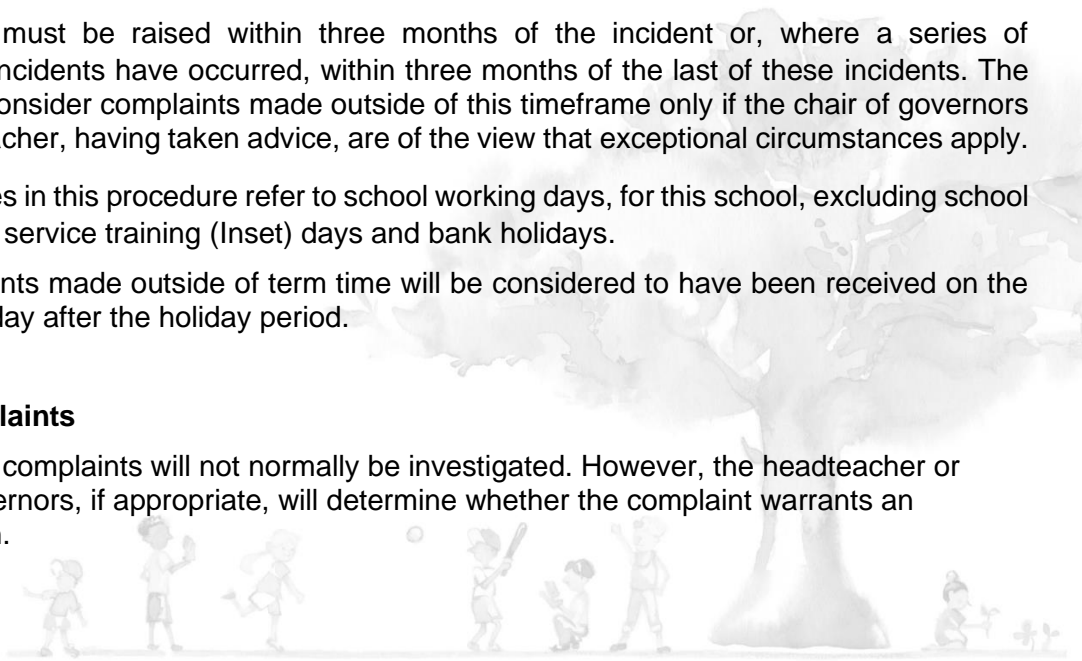 must be raised within three months of the incident or, where a series of
ncidents have occurred, within three months of the last of these incidents. The
onsider complaints made outside of this timeframe only if the chair of governors
cher, having taken advice, are of the view that exceptional circumstances apply.
es in this procedure refer to school working days, for this school, excluding school
service training (Inset) days and bank holidays.
nts made outside of term time will be considered to have been received on the
day after the holiday period.
laints
complaints will not normally be investigated. However, the headteacher or
ernors, if appropriate, will determine whether the complaint warrants an